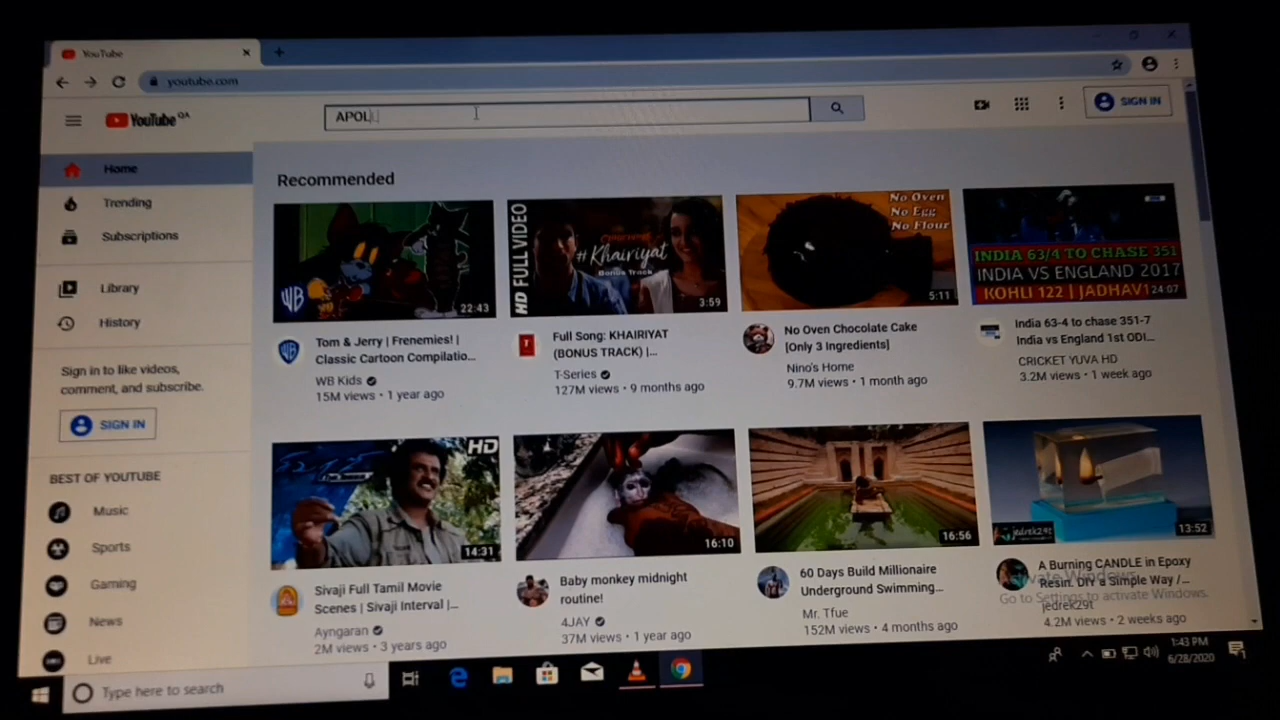 YouTube
youtube.com
YouTube QA
APOL
SIGN IN
Home
Trending
Subscriptions
Library
History
Sign in to like videos,
comment, and subscribe.
SIGN IN
BEST OF YOUTUBE
Music
Sports
Gaming
News
Live
Recommended
22:43
Tom & Jerry | Frenemies! |
Classic Cartoon Compilatio...
WB Kids
15M views • 1 year ago
HD FULL VIDEO
#Khairiyat
Bonus Track
3:59
Full Song: KHAIRIYAT
(BONUS TRACK) |...
T-Series
127M views • 9 months ago
No Oven
No Egg
No Flour
5:11
No Oven Chocolate Cake
[Only 3 Ingredients]
Nino's Home
9.7M views • 1 month ago
INDIA 63/4 TO CHASE 351
INDIA VS ENGLAND 2017
KOHLI 122 | JADHAV
24:07
India 63-4 to chase 351-7
India vs England 1st ODI...
CRICKET YUVA HD
3.2M views • 1 week ago
HD
14:31
Sivaji Full Tamil Movie
Scenes | Sivaji Interval |...
Ayngaran
2M views • 3 years ago
16:10
Baby monkey midnight
routine!
4JAY
37M views • 1 year ago
16:56
60 Days Build Millionaire
Underground Swimming...
Mr. Tfue
152M views • 4 months ago
jedrek29t
13:52
A Burning CANDLE in Epoxy
Resin. DIY a Simple Way /...
jedrek29t
4.2M views • 2 weeks ago
Activate Windows
Go to Settings to activate Windows.
Type here to search
1:43 PM
6/28/2020